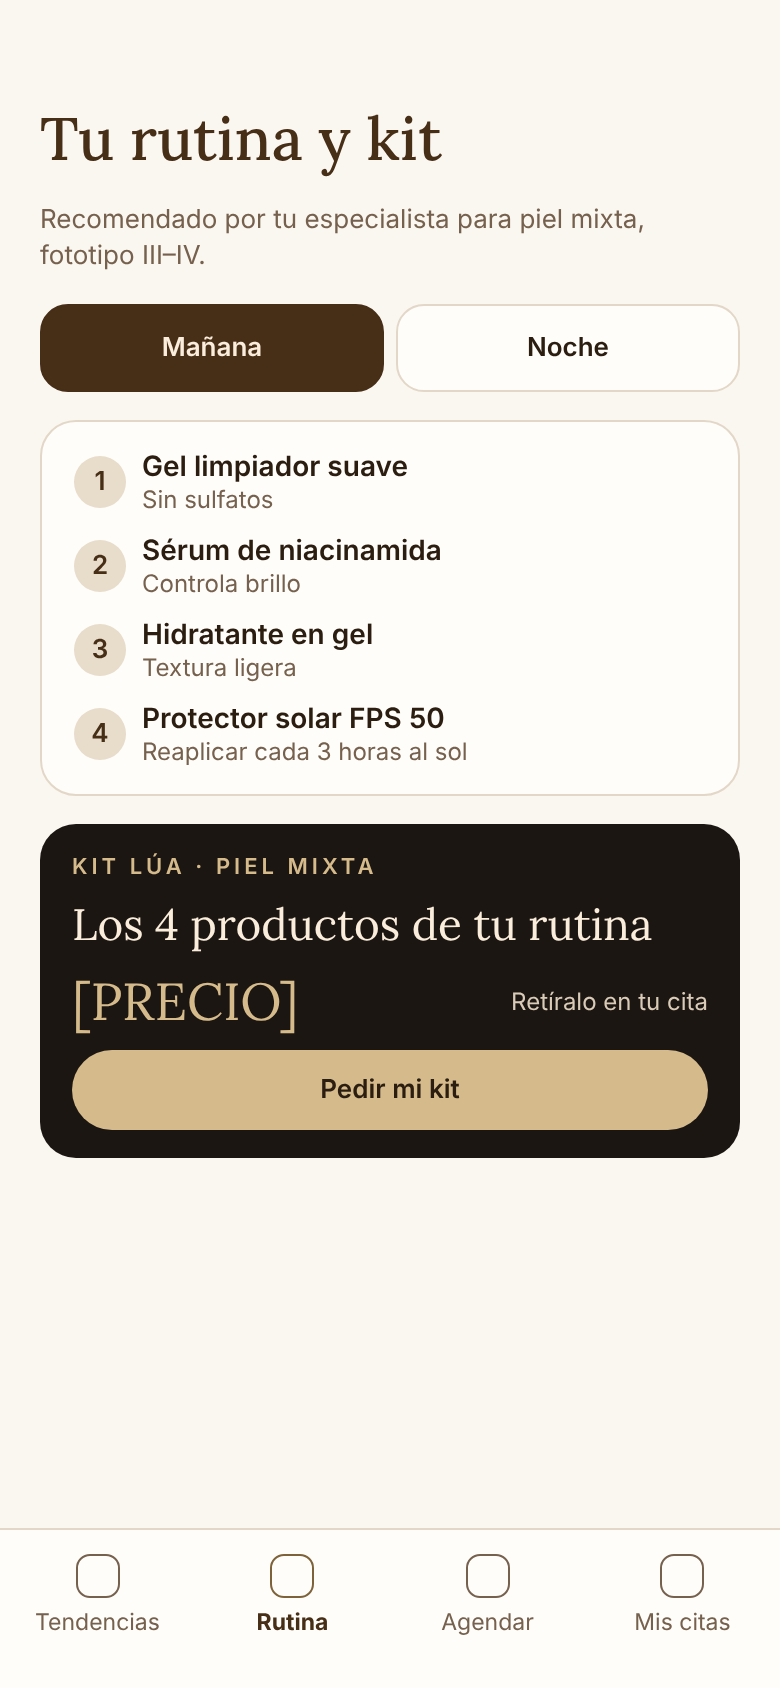 Tu rutina y kit
Recomendado por tu especialista para piel mixta,
fototipo III–IV.
Mañana
Noche
1
Gel limpiador suave
Sin sulfatos
2
Sérum de niacinamida
Controla brillo
3
Hidratante en gel
Textura ligera
4
Protector solar FPS 50
Reaplicar cada 3 horas al sol
KIT LÚA · PIEL MIXTA
Los 4 productos de tu rutina
[PRECIO]
Retíralo en tu cita
Pedir mi kit
Tendencias
Rutina
Agendar
Mis citas